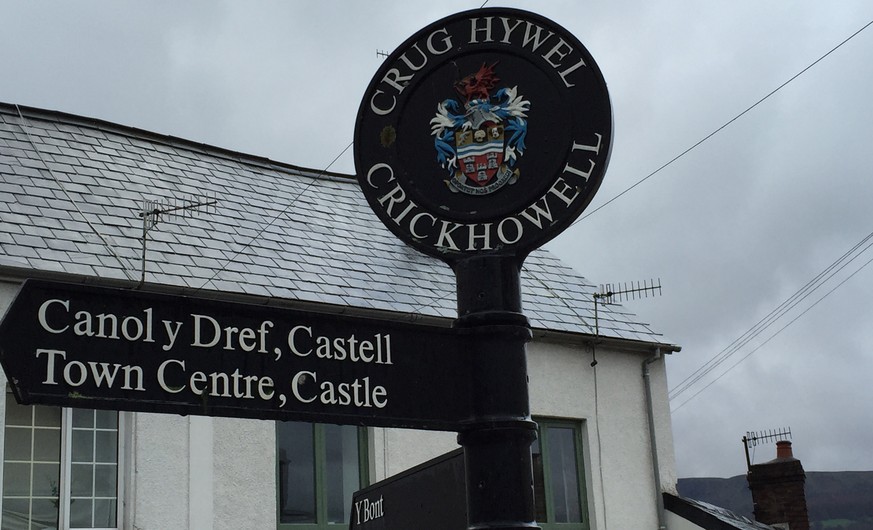 CRUG HYWEL
CRICKHOWELL
Canol y Dref, Castell
Town Centre, Castle
Y Bont